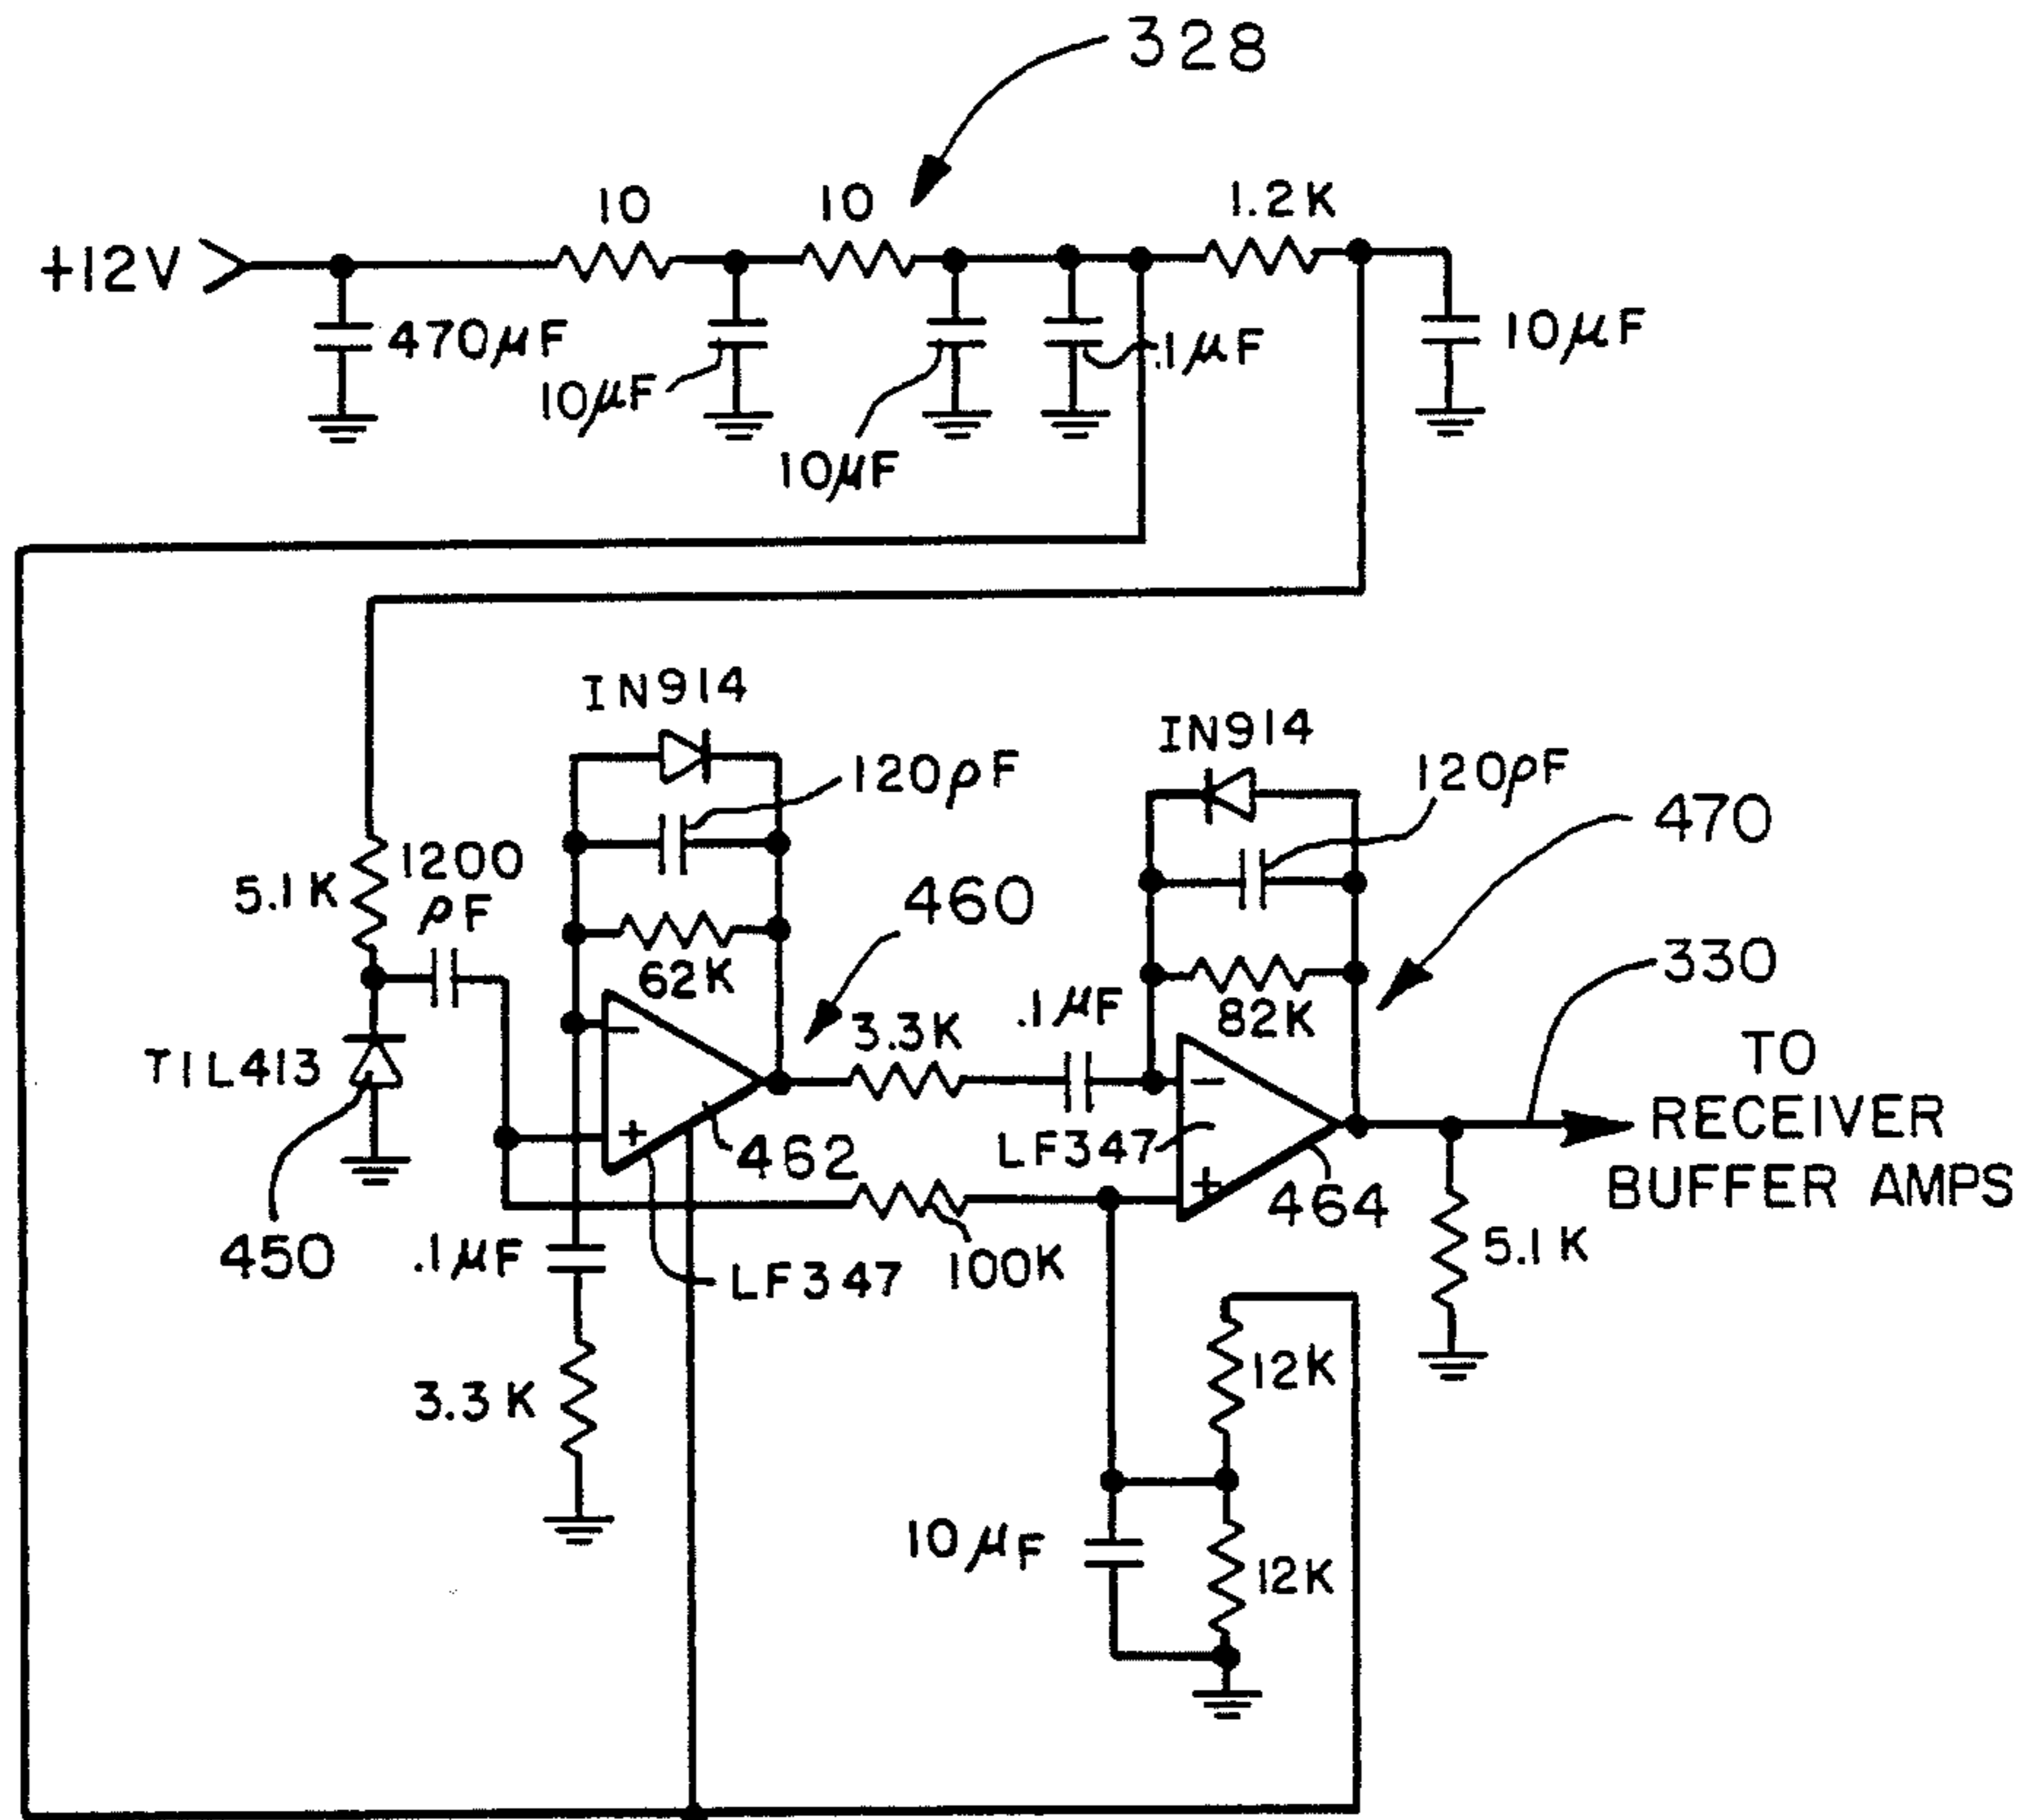 328
10
10
1.2K
+12V
470μF
10μF
10μF
.1μF
10μF
IN914
IN914
120pF
120pF
470
5.1K
1200
pF
460
330
62K
82K
.1μF
3.3K
TIL413
TO
RECEIVER
BUFFER AMPS
−
+
−
+
462
LF347
464
450
.1μF
LF347
100K
5.1K
3.3K
12K
10μF
12K